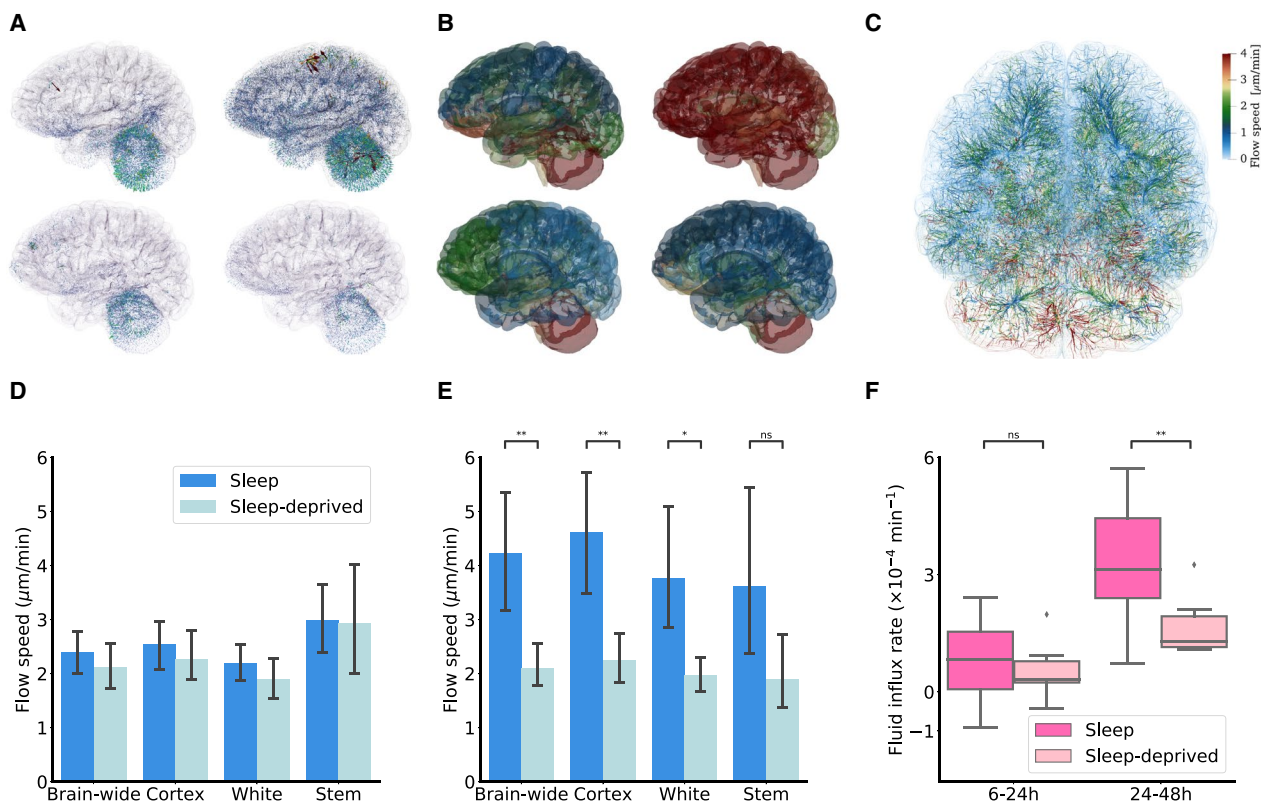 A
B
C
4
3
2
1
0
Flow speed [μm/min]
D
E
F
Flow speed (μm/min)
6
5
4
3
2
1
0
Sleep
Sleep-deprived
Brain-wide Cortex White Stem
** ** * ns
Flow speed (μm/min)
6
5
4
3
2
1
0
Brain-wide Cortex White Stem
ns **
Fluid influx rate (×10⁻⁴ min⁻¹)
6
3
0
−1
Sleep
Sleep-deprived
6-24h 24-48h